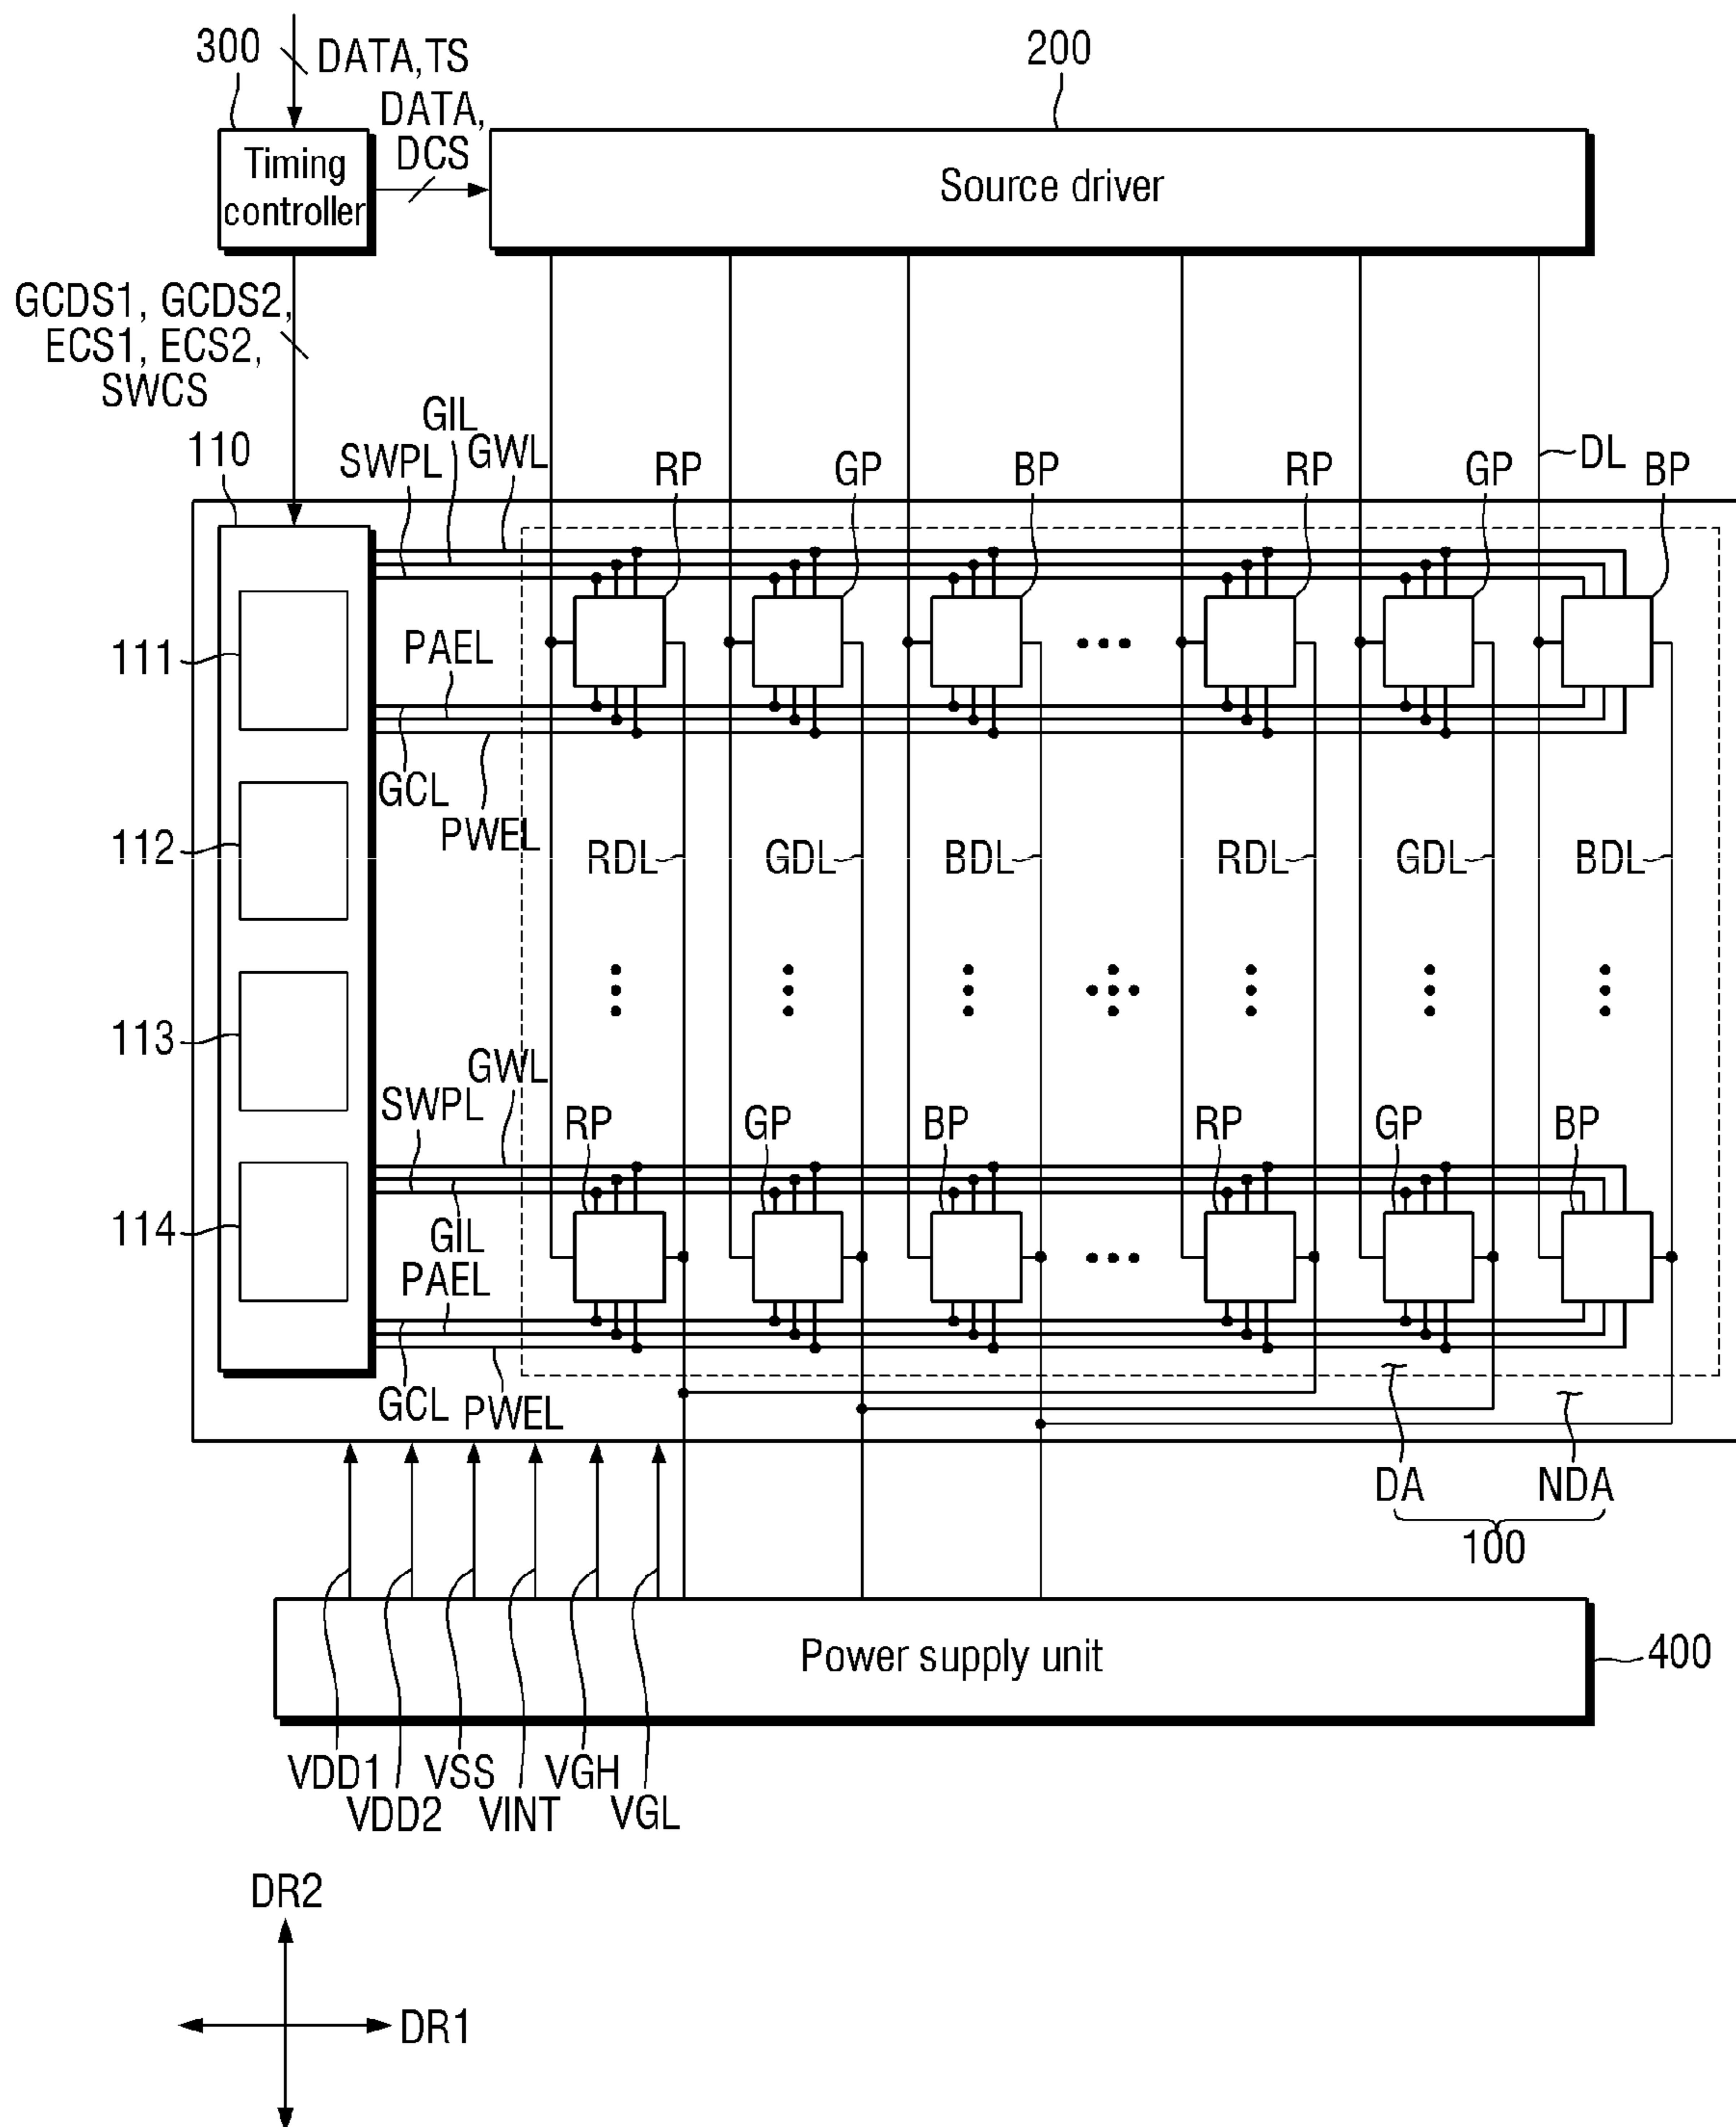 300
DATA,TS
200
DATA,
DCS
Timing
controller
Source driver
GCDS1, GCDS2,
ECS1, ECS2,
SWCS
110
SWPL
GIL
GWL
RP
GP
BP
RP
GP
DL
BP
111
PAEL
GCL
PWEL
112
RDL
GDL
BDL
RDL
GDL
BDL
113
GWL
SWPL
RP
GP
BP
RP
GP
BP
114
GIL
PAEL
GCL
PWEL
DA
NDA
100
Power supply unit
400
VDD1
VSS
VGH
VDD2
VINT
VGL
DR2
DR1